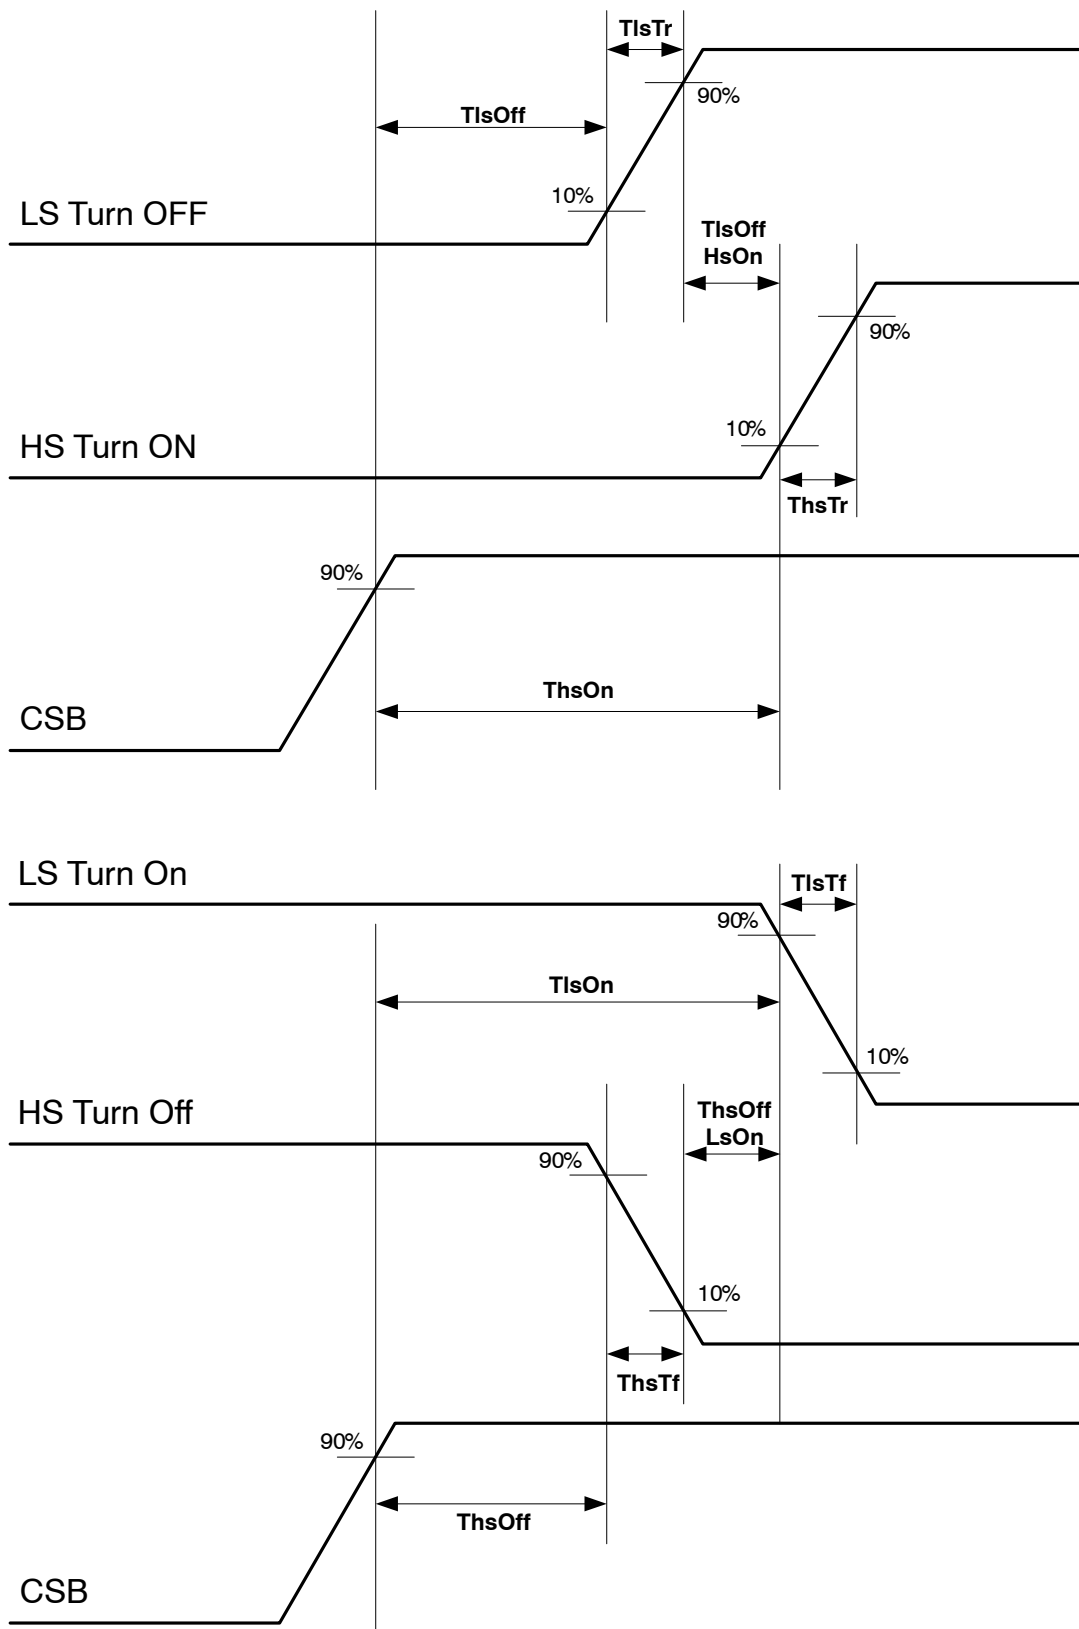 TlsTr
90%
TlsOff
10%
LS Turn OFF
TlsOff
HsOn
90%
10%
HS Turn ON
ThsTr
90%
ThsOn
CSB
LS Turn On
TlsTf
90%
TlsOn
10%
HS Turn Off
ThsOff
LsOn
90%
10%
ThsTf
90%
ThsOff
CSB